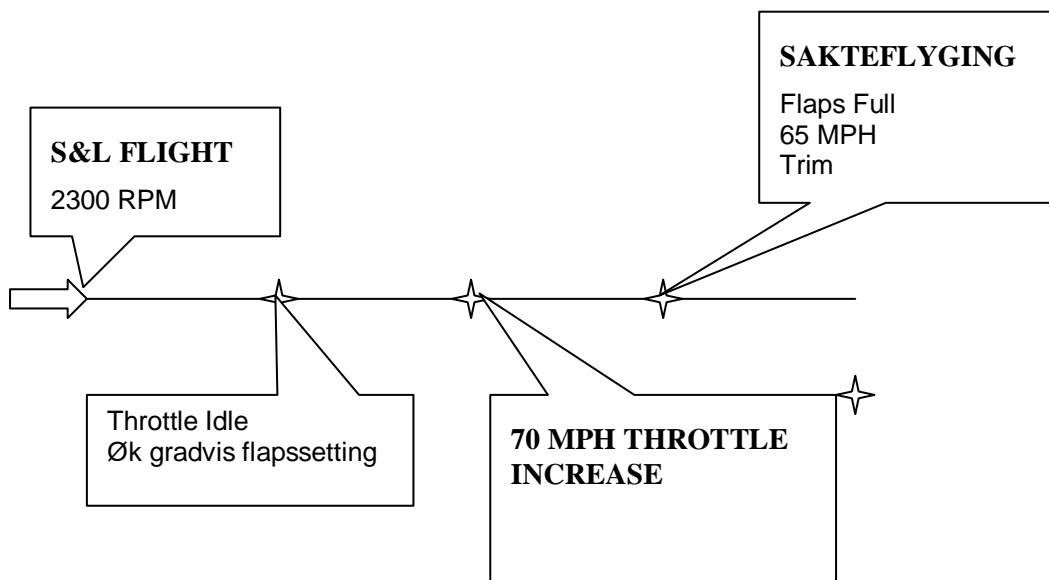 S&L FLIGHT
2300 RPM
Throttle Idle
Øk gradvis flapssetting
70 MPH THROTTLE
INCREASE
SAKTEFLYGING
Flaps Full
65 MPH
Trim